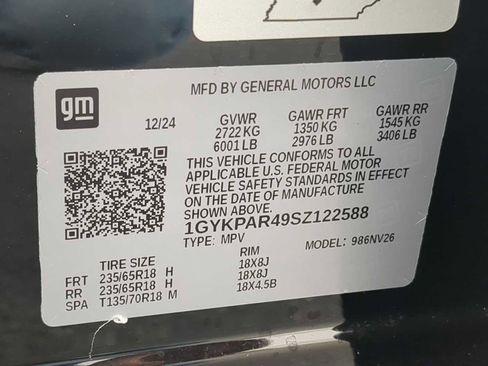 gm
MFD BY GENERAL MOTORS LLC
12/24 GVWR GAWR FRT GAWR RR
2722 KG 1350 KG 1545 KG
6001 LB 2976 LB 3406 LB
THIS VEHICLE CONFORMS TO ALL
APPLICABLE U.S. FEDERAL MOTOR
VEHICLE SAFETY STANDARDS IN EFFECT
ON THE DATE OF MANUFACTURE
SHOWN ABOVE.
1GYKPAR49SZ122588
TYPE: MPV MODEL: 986NV26
TIRE SIZE RIM
FRT 235/65R18 H 18X8J
RR 235/65R18 H 18X8J
SPA T135/70R18 M 18X4.5B